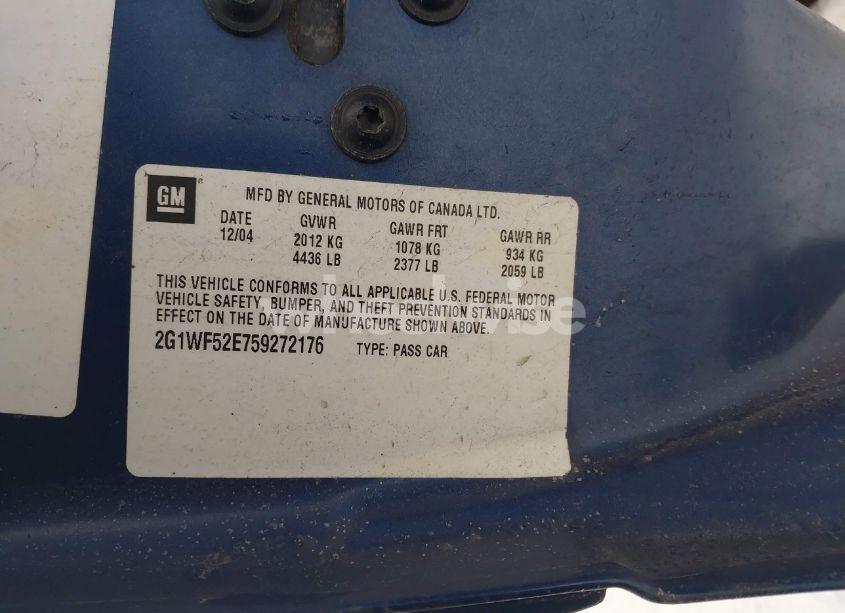 GM
MFD BY GENERAL MOTORS OF CANADA LTD.
DATE GVWR GAWR FRT GAWR RR
12/04 2012 KG 1078 KG 934 KG
4436 LB 2377 LB 2059 LB
THIS VEHICLE CONFORMS TO ALL APPLICABLE U.S. FEDERAL MOTOR
VEHICLE SAFETY, BUMPER, AND THEFT PREVENTION STANDARDS IN
EFFECT ON THE DATE OF MANUFACTURE SHOWN ABOVE.
2G1WF52E759272176 TYPE: PASS CAR